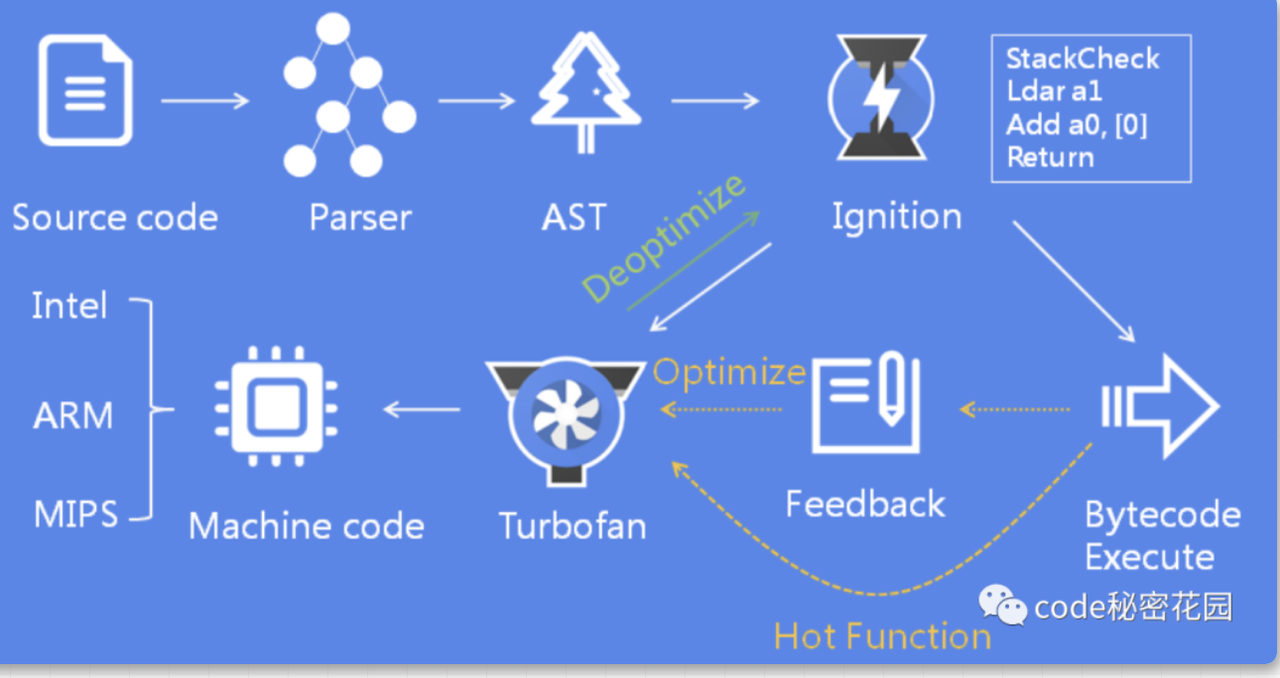 StackCheck
Ldar a1
Add a0, [0]
Return
Source code
Parser
AST
Ignition
Deoptimize
Intel
ARM
MIPS
Optimize
Machine code
Turbofan
Feedback
Bytecode
Execute
code秘密花园
Hot Function